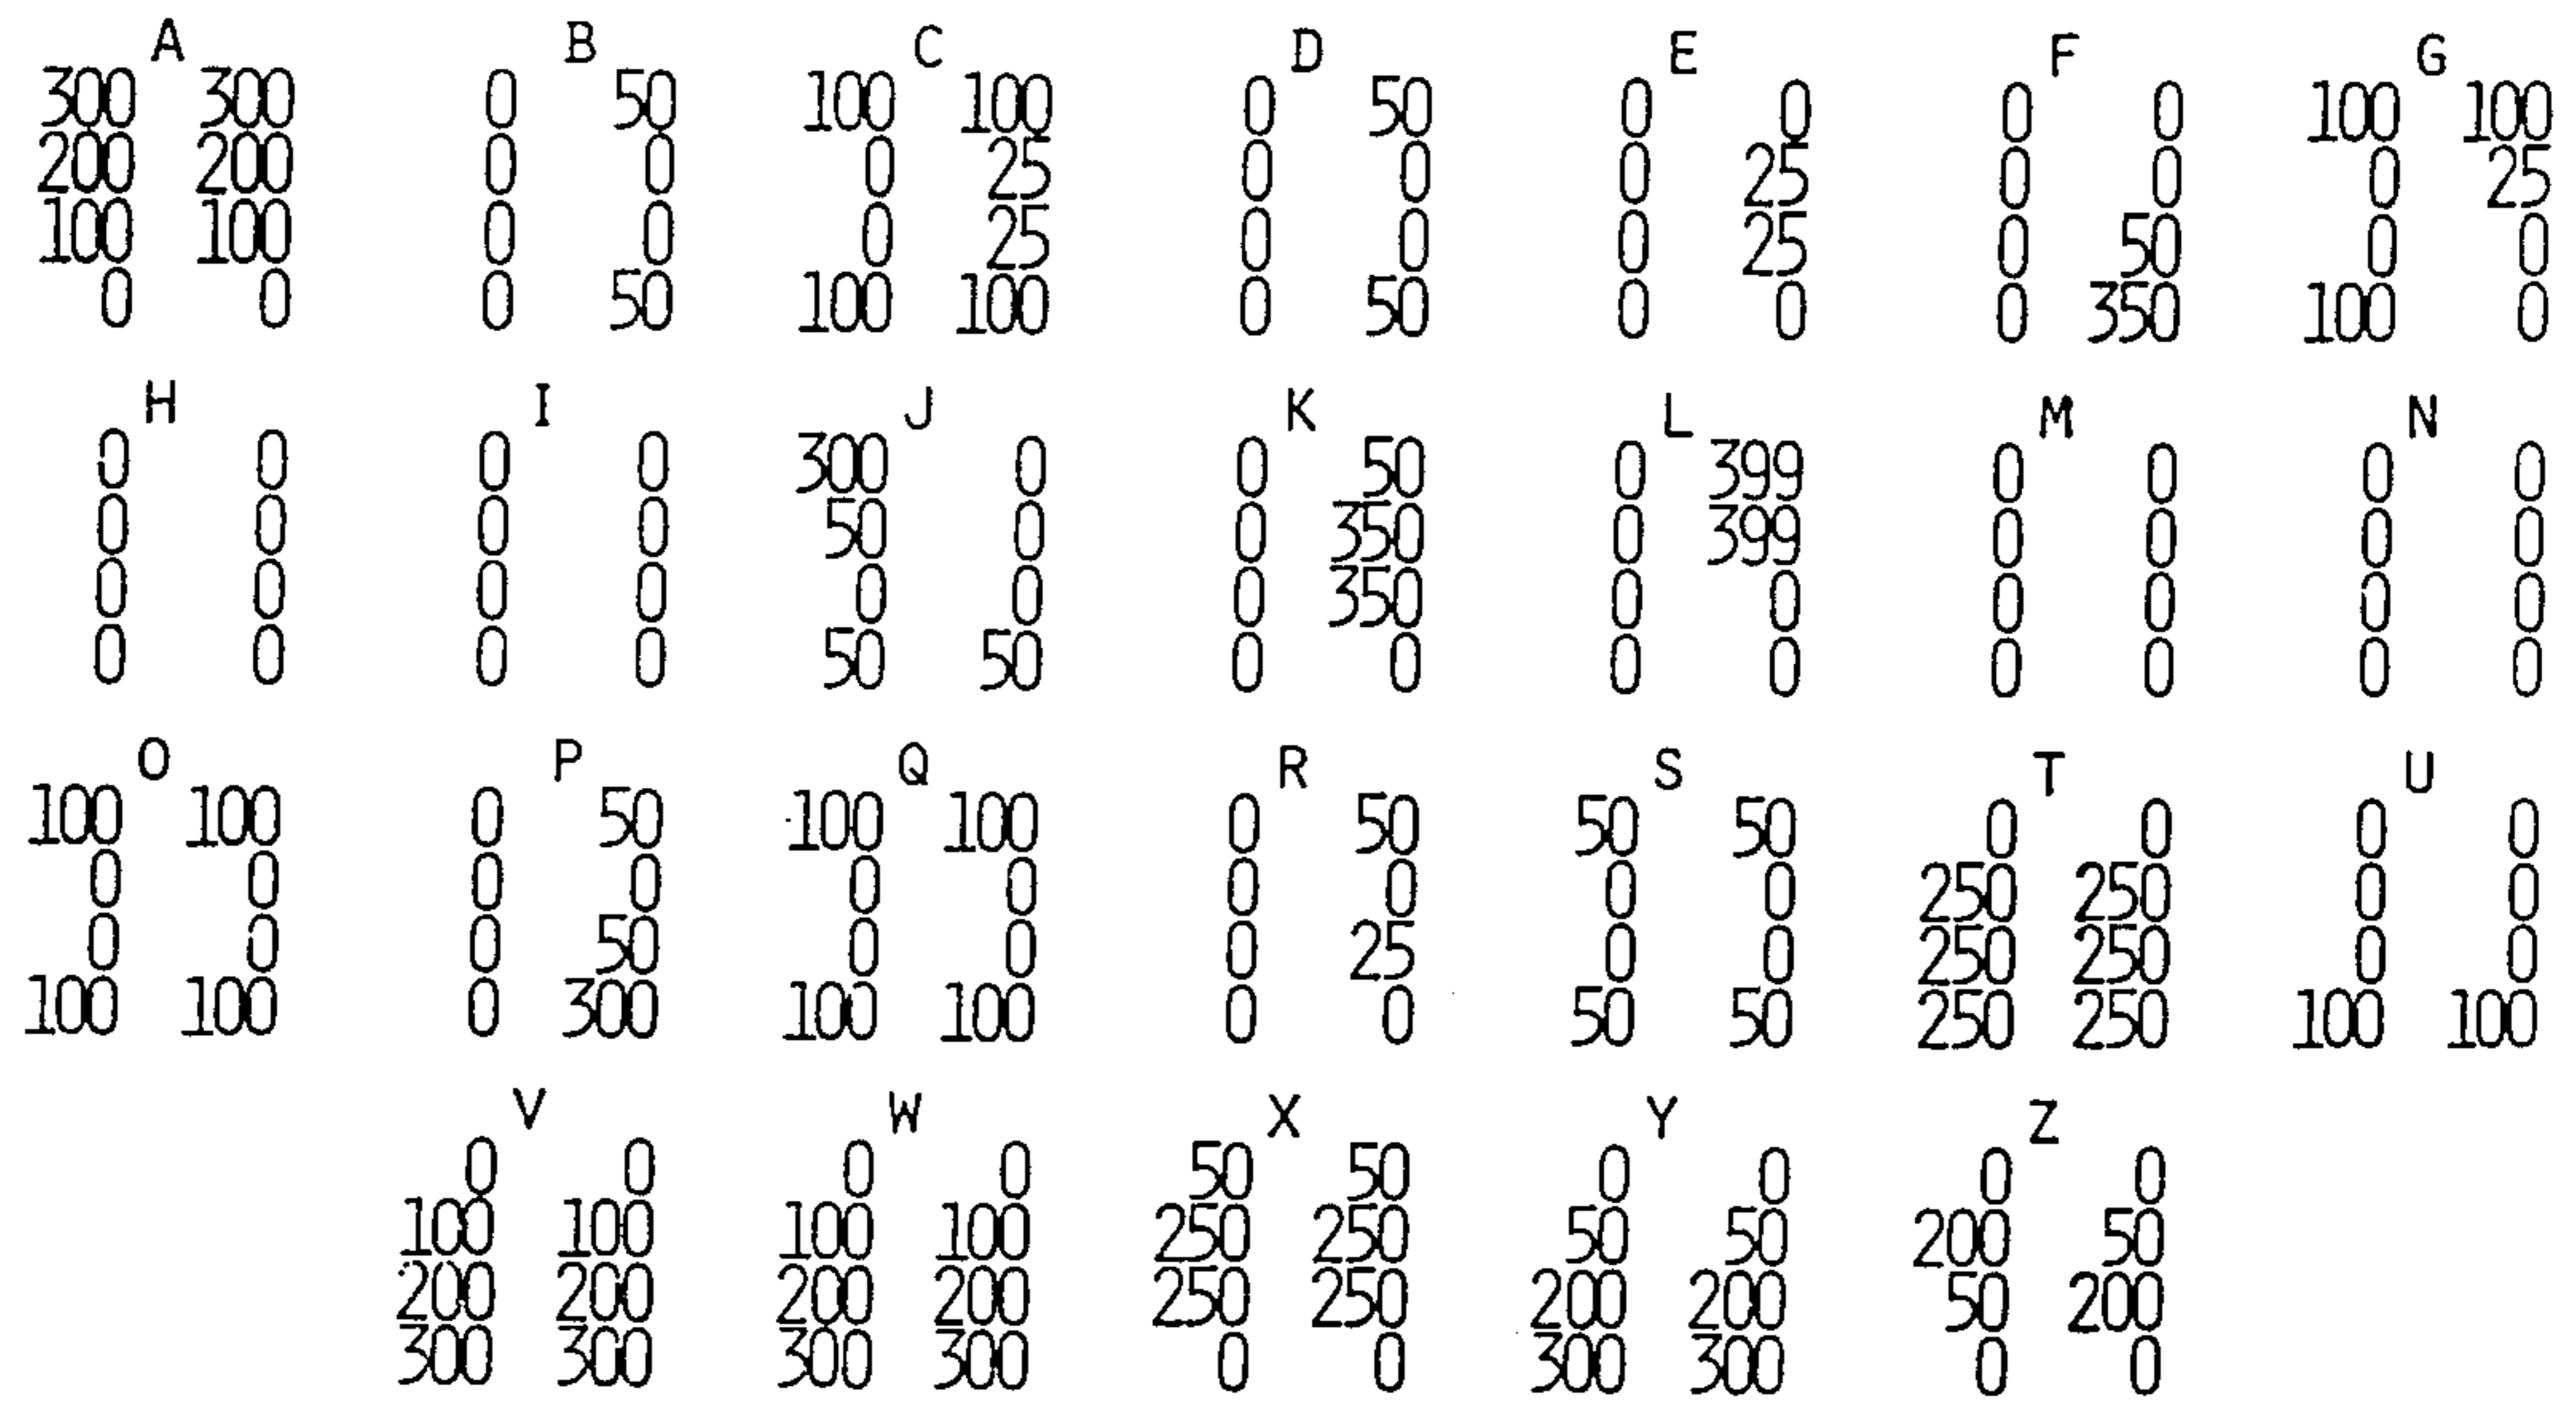 A B C D E F G
300 300 0 50 100 100 0 50 0 0 0 0 100 100
200 200 0 0 0 25 0 0 0 25 0 0 0 25
100 100 0 0 0 25 0 0 0 25 0 50 0 0
0 0 0 50 100 100 0 50 0 0 0 350 100 0
H I J K L M N
0 0 0 0 300 0 0 50 0 399 0 0 0 0
0 0 0 0 50 0 0 350 0 399 0 0 0 0
0 0 0 0 0 0 0 350 0 0 0 0 0 0
0 0 0 0 50 50 0 0 0 0 0 0 0 0
O P Q R S T U
100 100 0 50 100 100 0 50 50 50 0 0 0 0
0 0 0 0 0 0 0 0 0 0 250 250 0 0
0 0 0 50 0 0 0 25 0 0 250 250 0 0
100 100 0 300 100 100 0 0 50 50 250 250 100 100
V W X Y Z
0 0 0 0 50 50 0 0 0 0
100 100 100 100 250 250 50 50 200 50
200 200 200 200 250 250 200 200 50 200
300 300 300 300 0 0 300 300 0 0